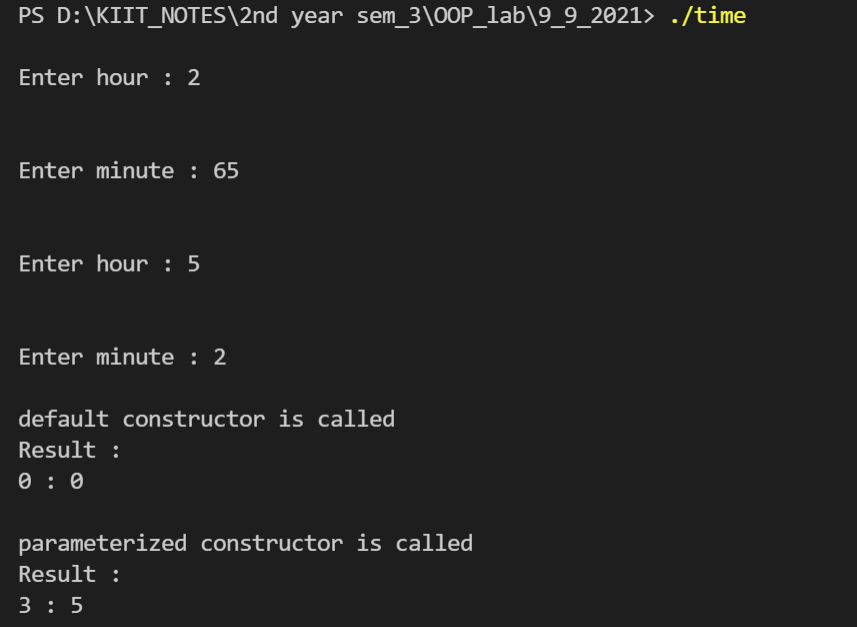 PS D:\KIIT_NOTES\2nd year sem_3\OOP_lab\9_9_2021> ./time
Enter hour : 2
Enter minute : 65
Enter hour : 5
Enter minute : 2
default constructor is called
Result :
0 : 0
parameterized constructor is called
Result :
3 : 5